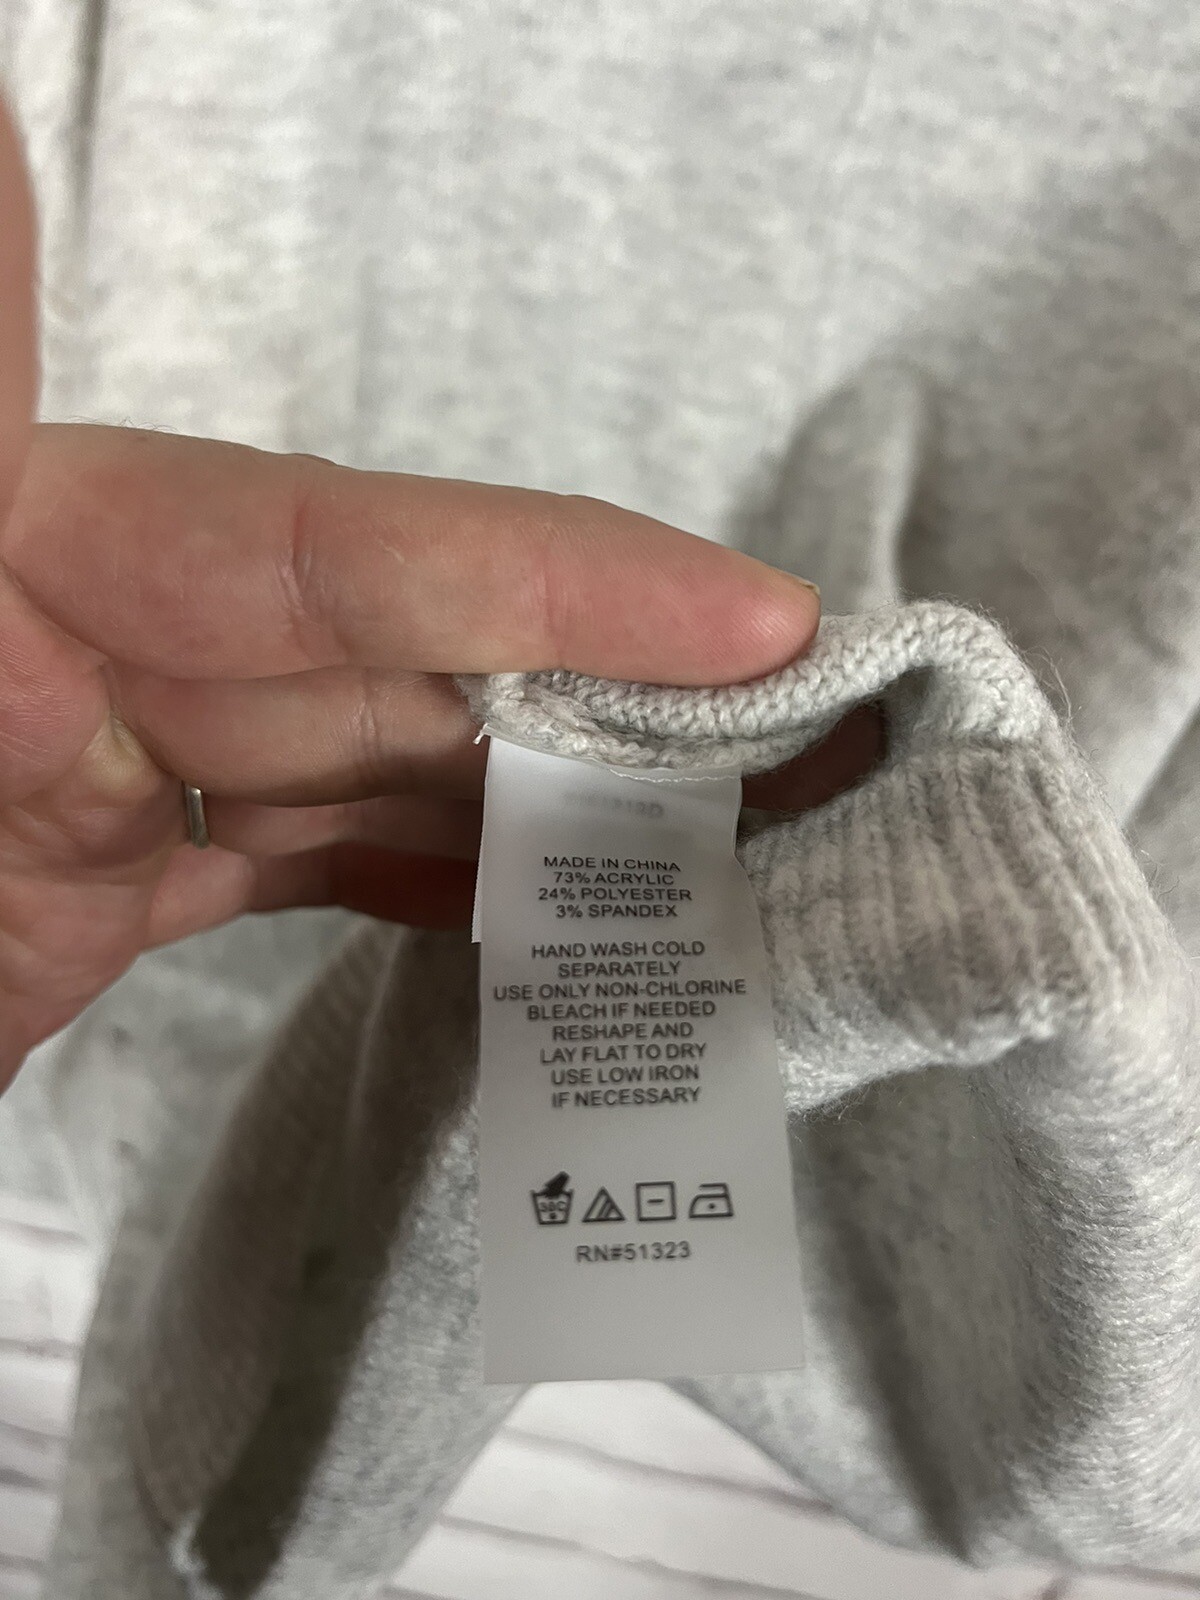 MADE IN CHINA
73% ACRYLIC
24% POLYESTER
3% SPANDEX
HAND WASH COLD
SEPARATELY
USE ONLY NON-CHLORINE
BLEACH IF NEEDED
RESHAPE AND
LAY FLAT TO DRY
USE LOW IRON
IF NECESSARY
30C
RN#51323